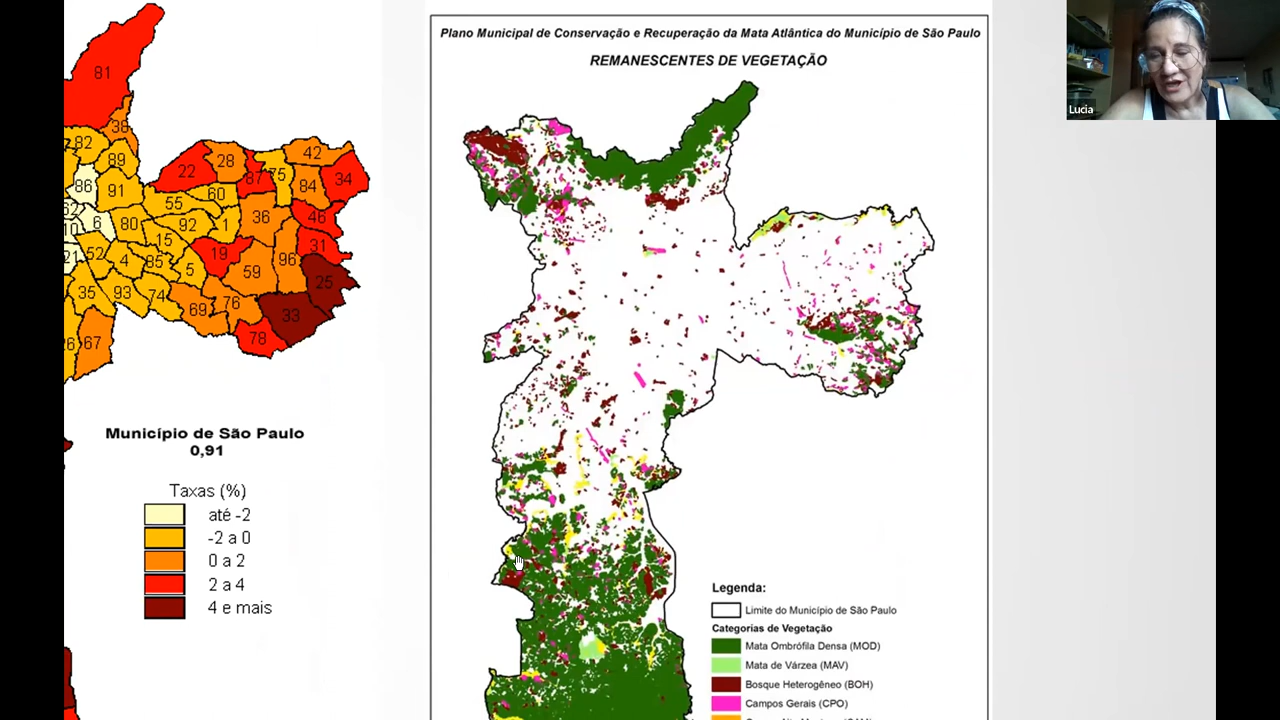 81
38
82
89
86
91
6
10
80
21
52
4
15
85
5
35
93
74
67
22
28
87
75
42
84
34
55
60
92
1
36
46
19
31
59
96
25
69
76
33
78
Município de São Paulo
0,91
Taxas (%)
até -2
-2 a 0
0 a 2
2 a 4
4 e mais
Plano Municipal de Conservação e Recuperação da Mata Atlântica do Município de São Paulo
REMANESCENTES DE VEGETAÇÃO
Legenda:
Limite do Município de São Paulo
Categorias de Vegetação
Mata Ombrófila Densa (MOD)
Mata de Várzea (MAV)
Bosque Heterogêneo (BOH)
Campos Gerais (CPO)
Lucia